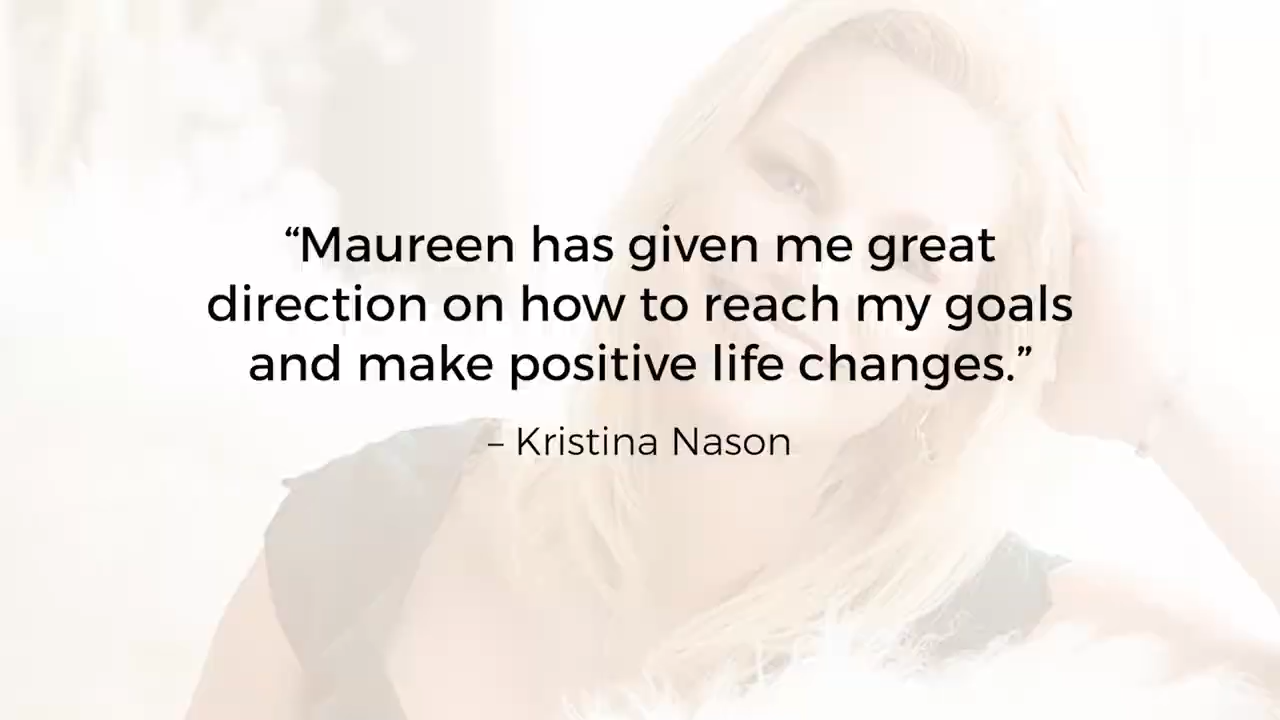 “Maureen has given me great
direction on how to reach my goals
and make positive life changes.”
– Kristina Nason